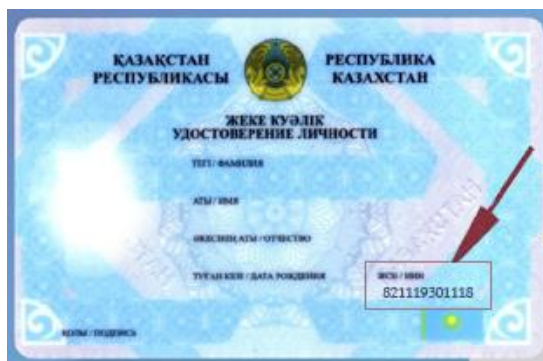 ҚАЗАҚСТАН РЕСПУБЛИКАСЫ
РЕСПУБЛИКА КАЗАХСТАН
ЖЕКЕ КУӘЛІК
УДОСТОВЕРЕНИЕ ЛИЧНОСТИ
ТЕГІ / ФАМИЛИЯ
АТЫ / ИМЯ
ӘКЕСІНІҢ АТЫ / ОТЧЕСТВО
ТУҒАН КҮНІ / ДАТА РОЖДЕНИЯ
ЖСН / ИИН
821119301118
ҚОЛЫ / ПОДПИСЬ